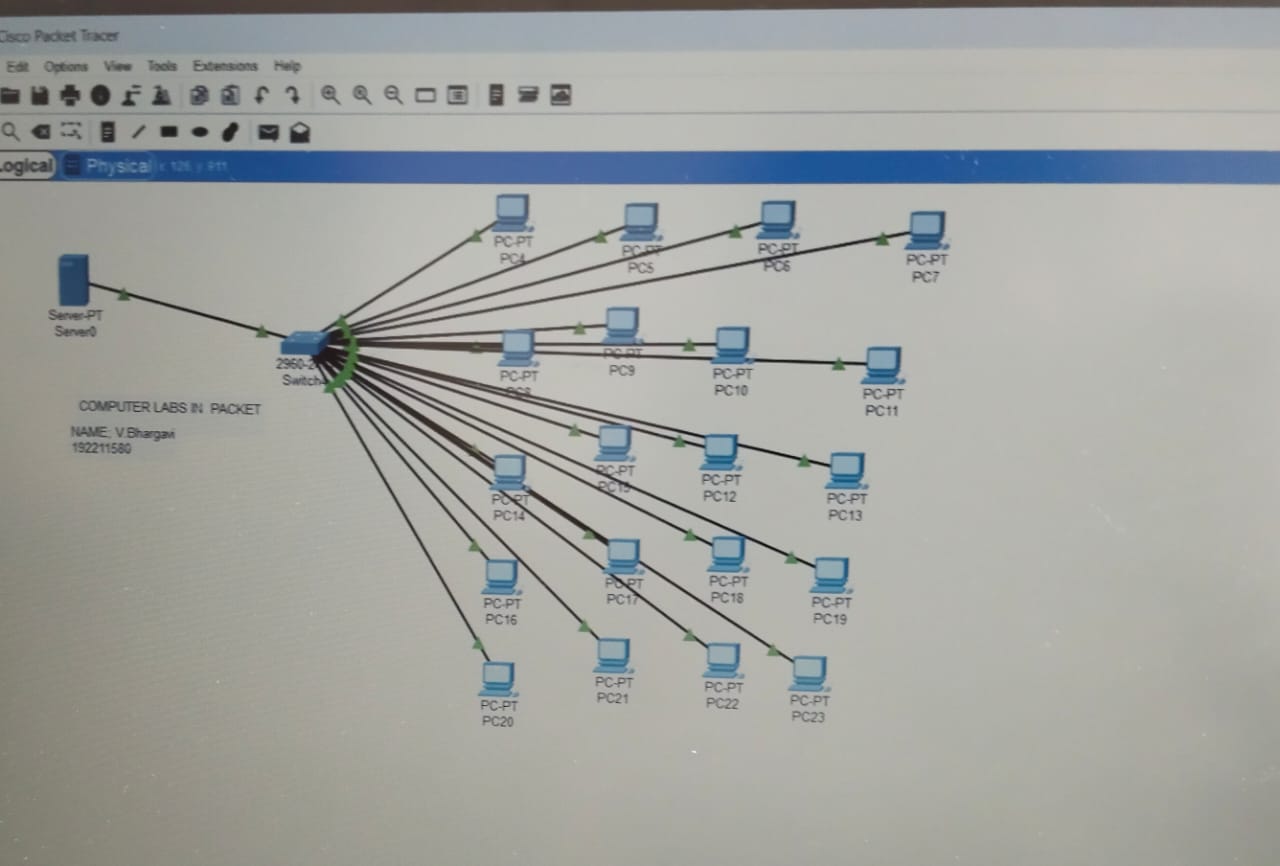 Cisco Packet Tracer
Edit Options View Tools Extensions Help
Logical Physical x: 126 y: 911
PC-PT
PC4
PC-PT
PC5
PC-PT
PC6
PC-PT
PC7
Server-PT
Server0
2960-2
Switch
PC-PT
PC8
PC-PT
PC9
PC-PT
PC10
PC-PT
PC11
COMPUTER LABS IN PACKET
NAME; V.Bhargavi
192211580
PC-PT
PC14
PC-PT
PC15
PC-PT
PC12
PC-PT
PC13
PC-PT
PC16
PC-PT
PC17
PC-PT
PC18
PC-PT
PC19
PC-PT
PC20
PC-PT
PC21
PC-PT
PC22
PC-PT
PC23